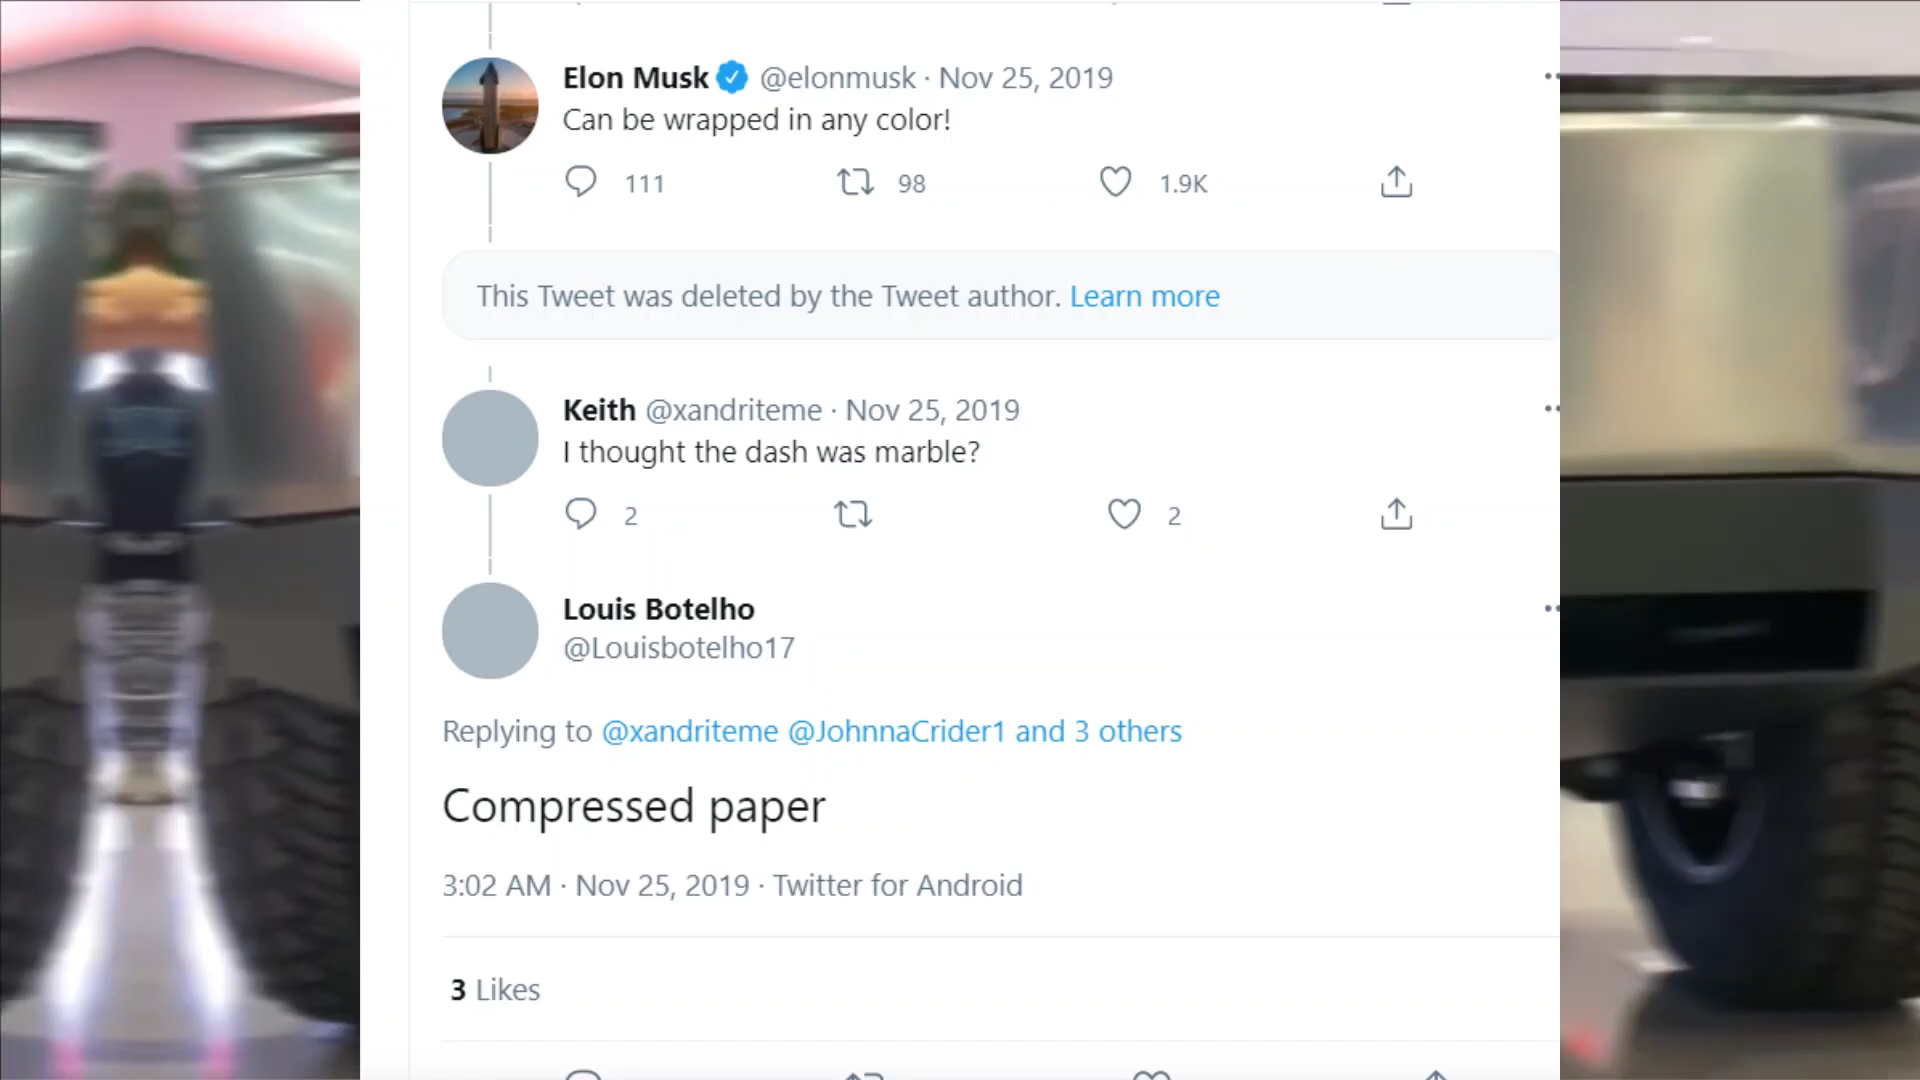 Elon Musk @elonmusk · Nov 25, 2019
Can be wrapped in any color!
111 98 1.9K
This Tweet was deleted by the Tweet author. Learn more
Keith @xandriteme · Nov 25, 2019
I thought the dash was marble?
2 2
Louis Botelho
@Louisbotelho17
Replying to @xandriteme @JohnnaCrider1 and 3 others
Compressed paper
3:02 AM · Nov 25, 2019 · Twitter for Android
3 Likes